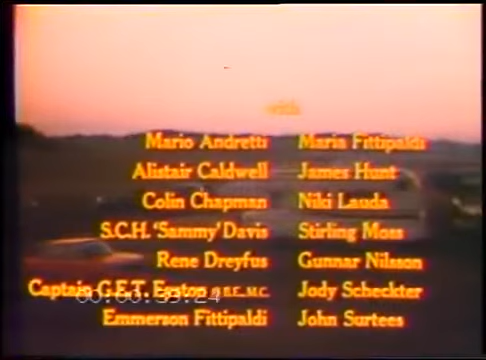 with
Mario Andretti
Alistair Caldwell
Colin Chapman
S.C.H. 'Sammy' Davis
Rene Dreyfus
Captain G.E.T. Eyston O.B.E., M.C.
Emmerson Fittipaldi
Maria Fittipaldi
James Hunt
Niki Lauda
Stirling Moss
Gunnar Nilsson
Jody Scheckter
John Surtees